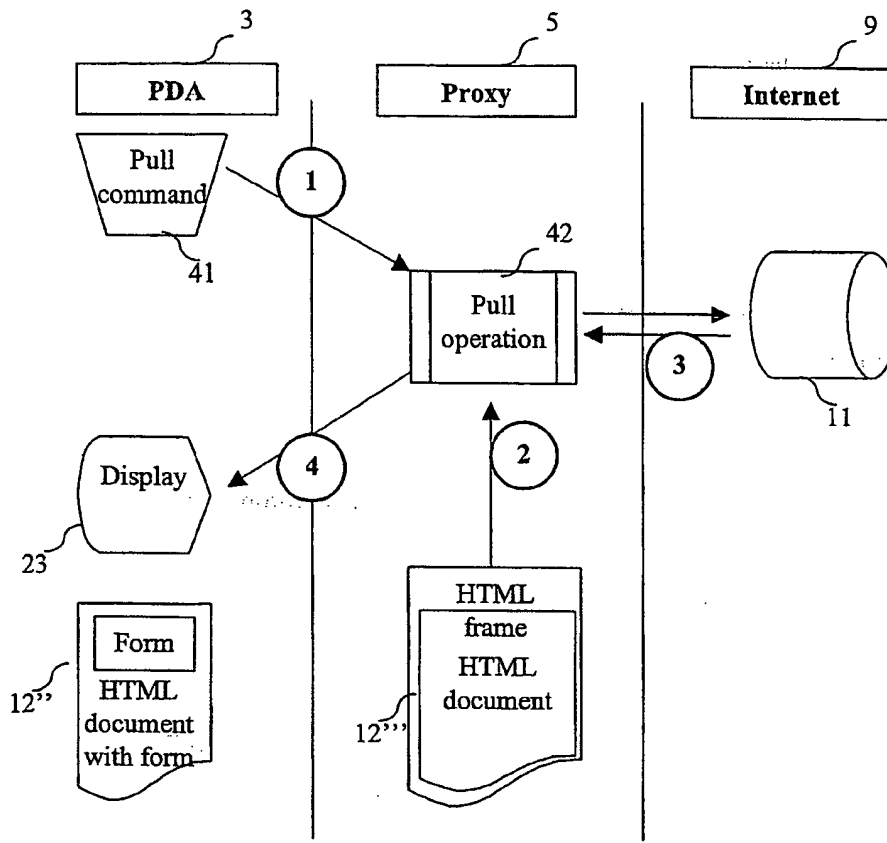 3
5
9
PDA
Proxy
Internet
Pull
command
41
1
42
Pull
operation
3
11
4
2
Display
23
HTML
frame
HTML
document
12'''
Form
HTML
document
with form
12''